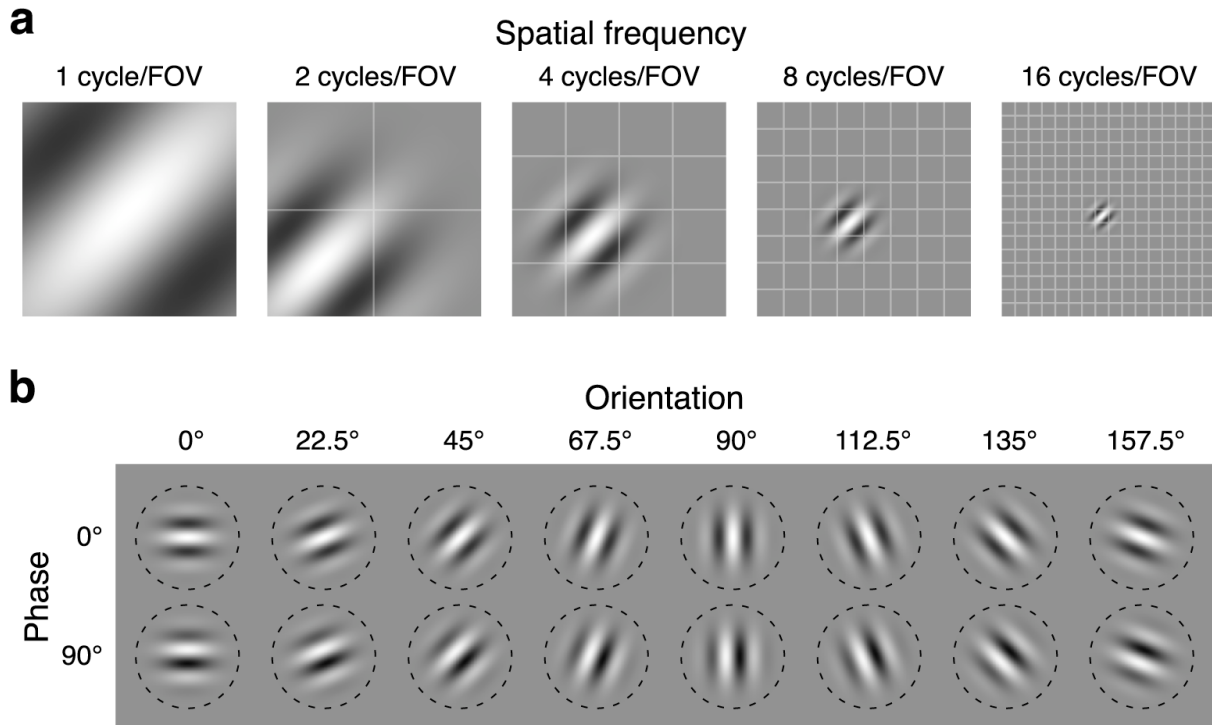 a
Spatial frequency
1 cycle/FOV 2 cycles/FOV 4 cycles/FOV 8 cycles/FOV 16 cycles/FOV
b
Orientation
0° 22.5° 45° 67.5° 90° 112.5° 135° 157.5°
Phase
0°
90°